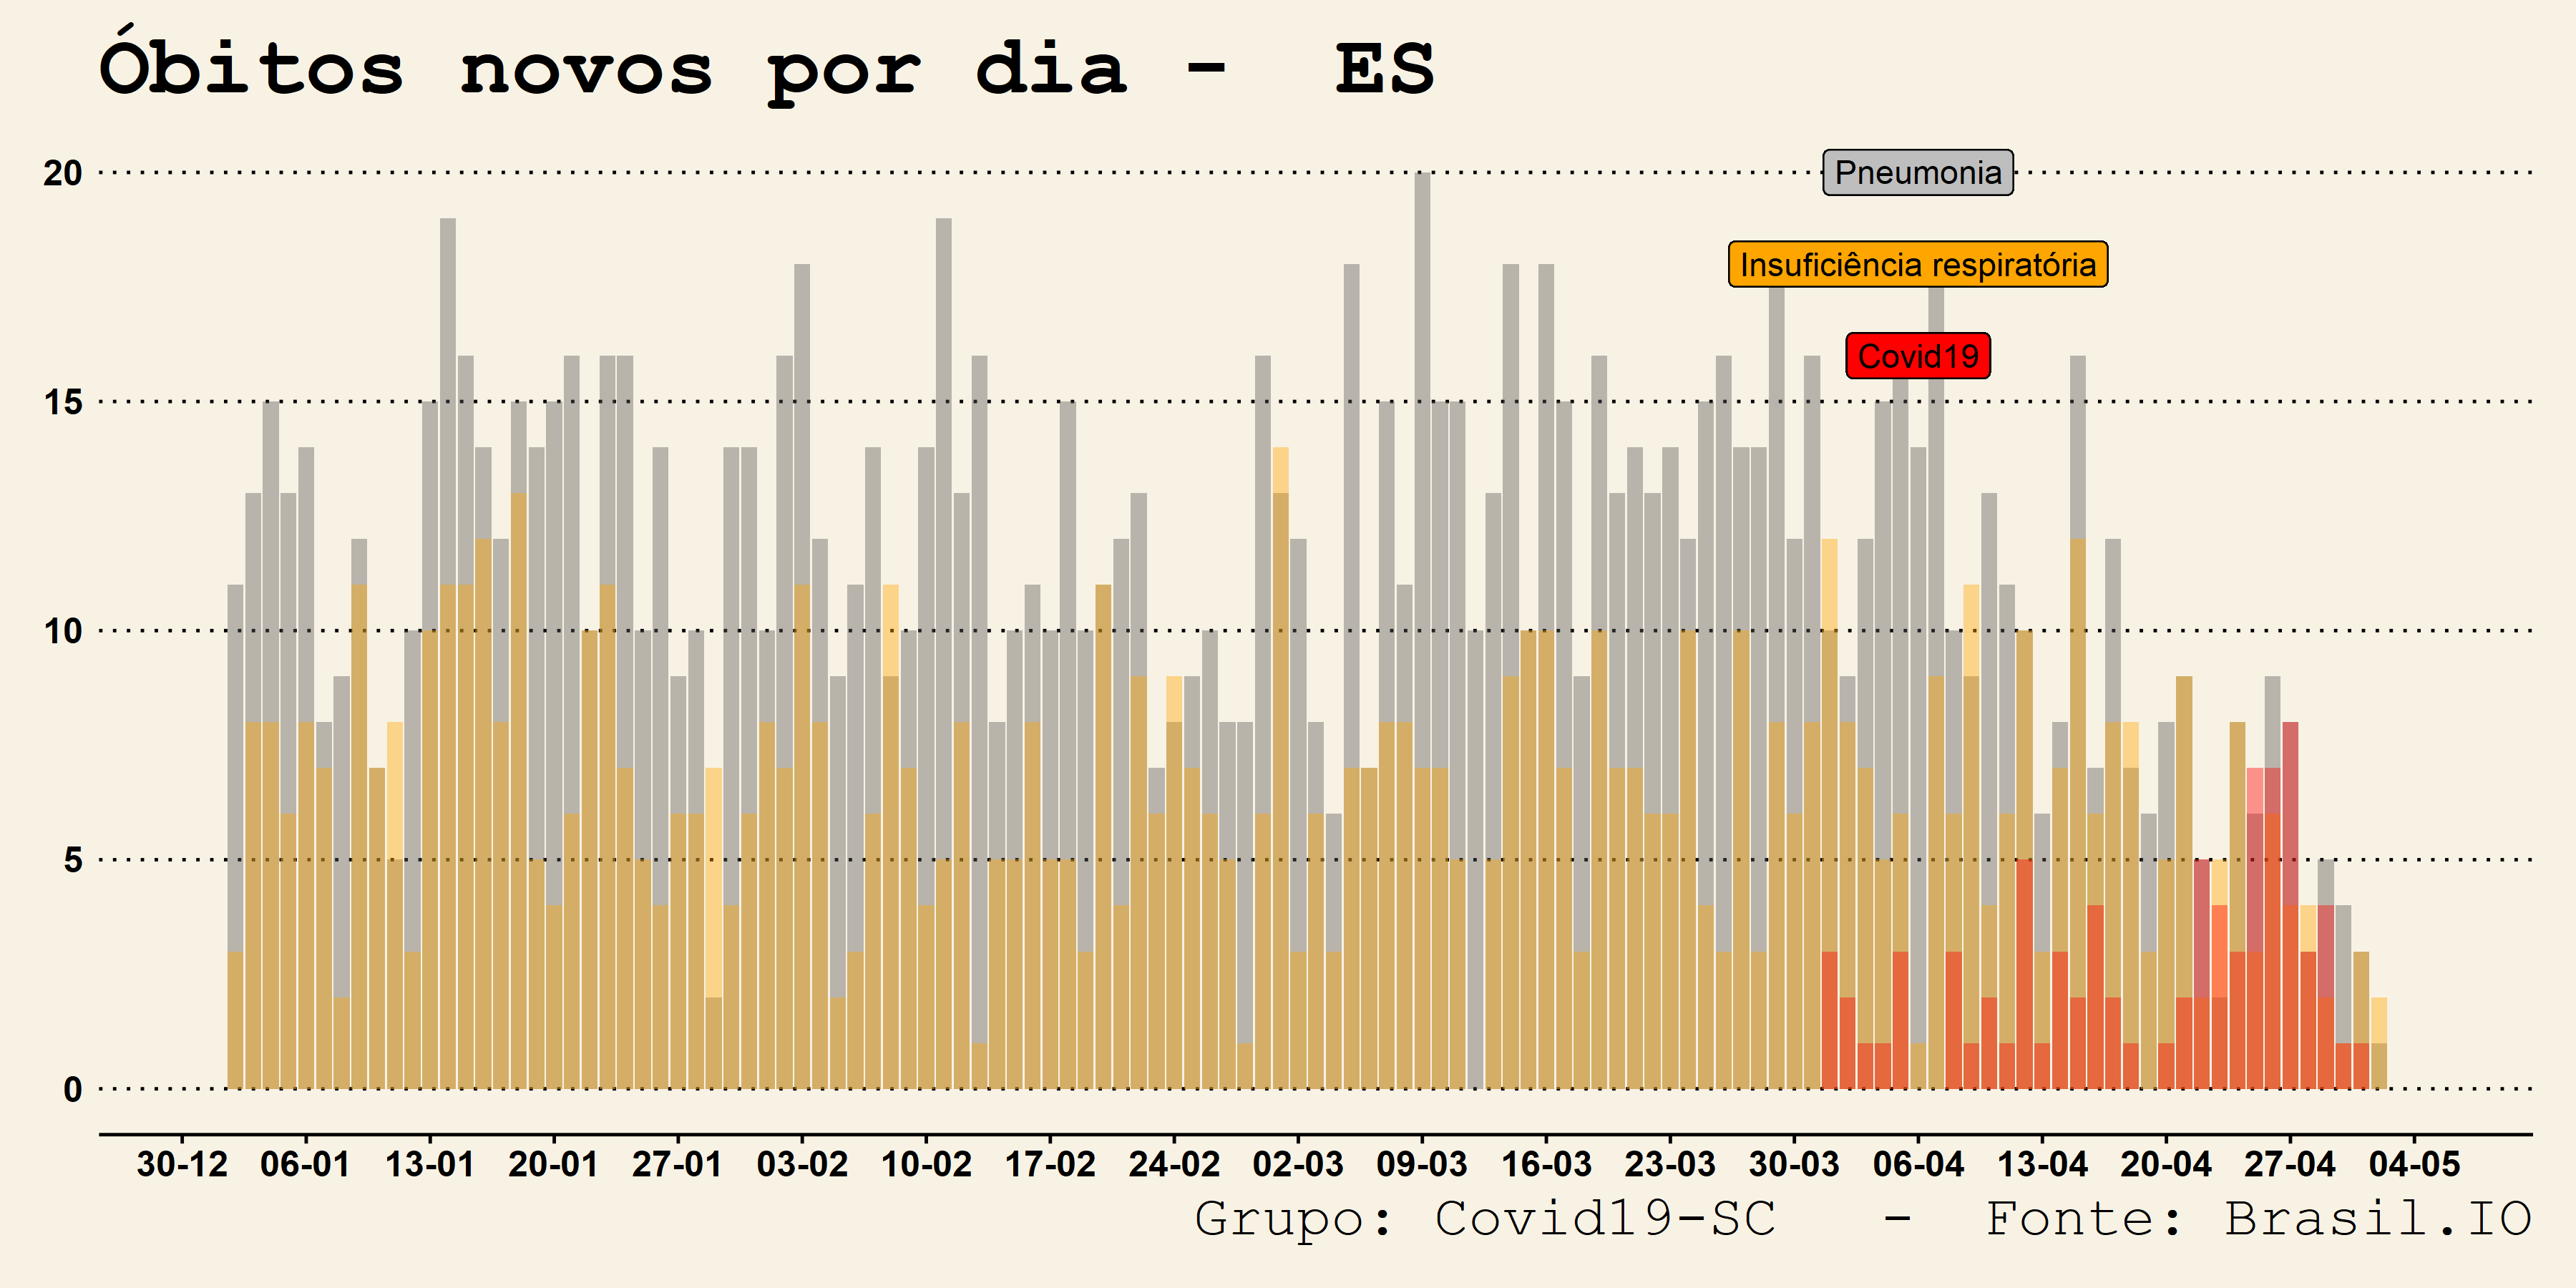 Óbitos novos por dia -  ES
20
Pneumonia
Insuficiência respiratória
Covid19
15
10
5
0
30-12 06-01 13-01 20-01 27-01 03-02 10-02 17-02 24-02 02-03 09-03 16-03 23-03 30-03 06-04 13-04 20-04 27-04 04-05
Grupo: Covid19-SC  -  Fonte: Brasil.IO